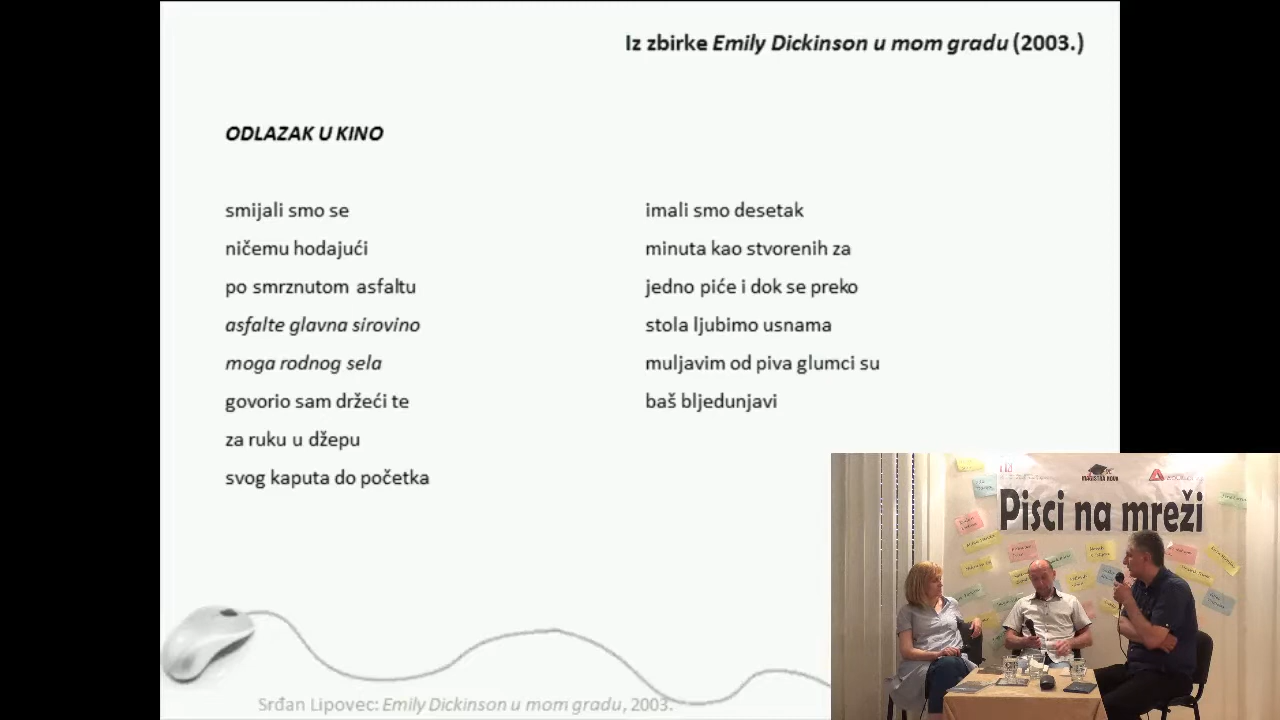 Iz zbirke Emily Dickinson u mom gradu (2003.)
ODLAZAK U KINO
smijali smo se
ničemu hodajući
po smrznutom asfaltu
asfalte glavna sirovino
moga rodnog sela
govorio sam držeći te
za ruku u džepu
svog kaputa do početka
imali smo desetak
minuta kao stvorenih za
jedno piće i dok se preko
stola ljubimo usnama
muljavim od piva glumci su
baš bljedunjavi
Srđan Lipovec: Emily Dickinson u mom gradu, 2003.
MAGISTRA NOVA
Pisci na mreži